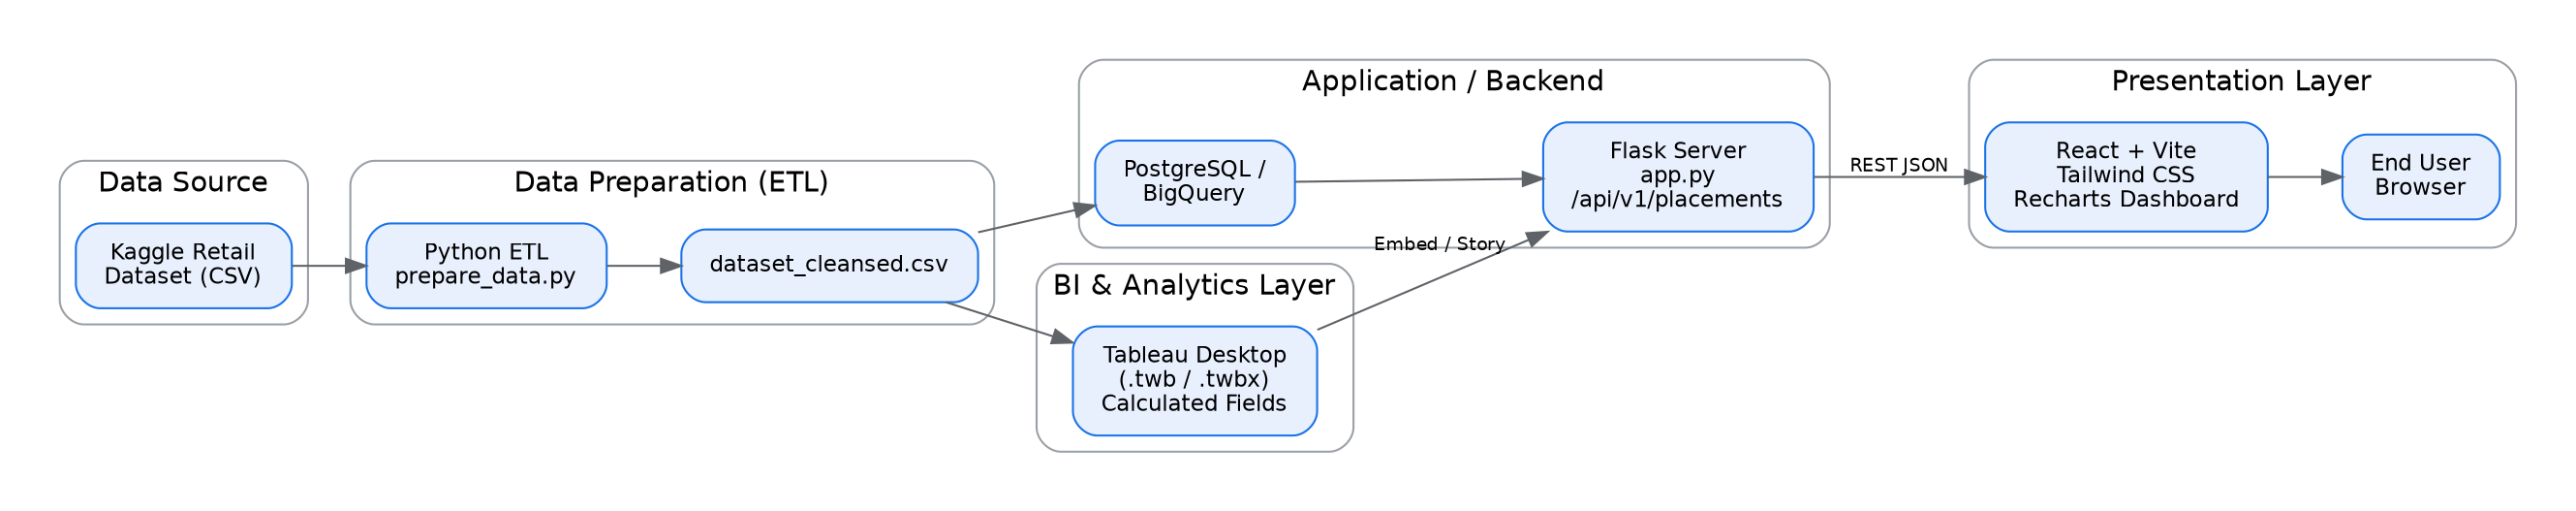 Data Source
Kaggle Retail
Dataset (CSV)
Data Preparation (ETL)
Python ETL
prepare_data.py
dataset_cleansed.csv
Application / Backend
PostgreSQL /
BigQuery
Flask Server
app.py
/api/v1/placements
Embed / Story
BI & Analytics Layer
Tableau Desktop
(.twb / .twbx)
Calculated Fields
REST JSON
Presentation Layer
React + Vite
Tailwind CSS
Recharts Dashboard
End User
Browser